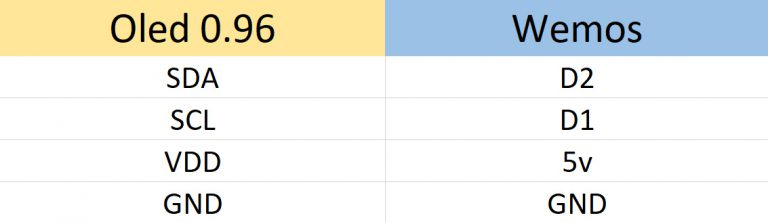 Oled 0.96 Wemos
SDA D2
SCL D1
VDD 5v
GND GND